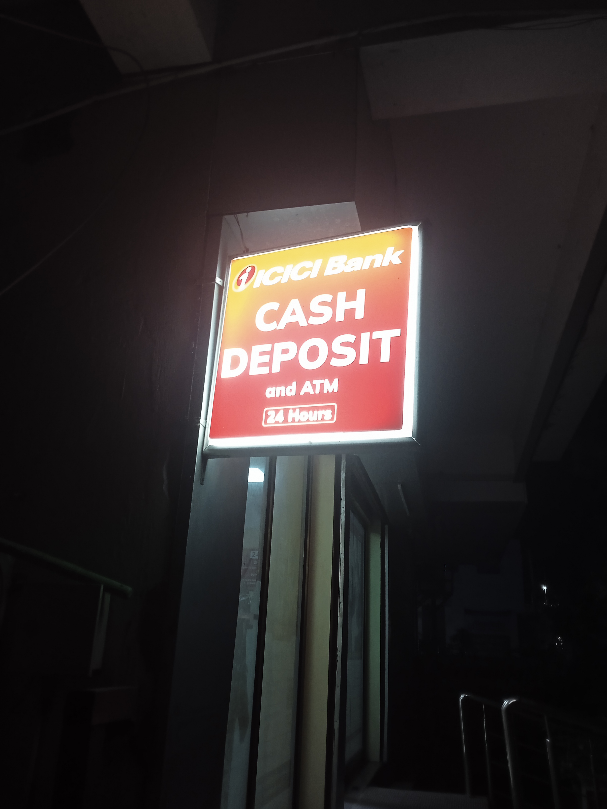 ICICI Bank
CASH
DEPOSIT
and ATM
24 Hours